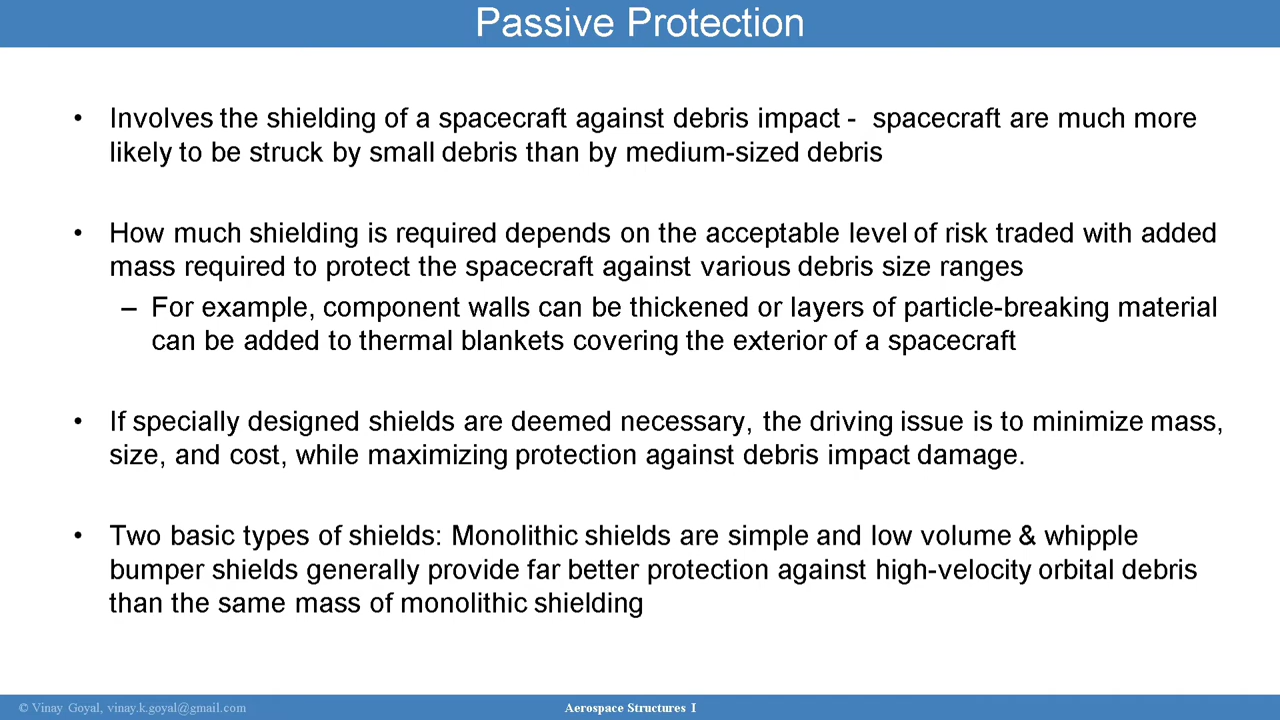 Passive Protection
• Involves the shielding of a spacecraft against debris impact - spacecraft are much more
likely to be struck by small debris than by medium-sized debris
• How much shielding is required depends on the acceptable level of risk traded with added
mass required to protect the spacecraft against various debris size ranges
– For example, component walls can be thickened or layers of particle-breaking material
can be added to thermal blankets covering the exterior of a spacecraft
• If specially designed shields are deemed necessary, the driving issue is to minimize mass,
size, and cost, while maximizing protection against debris impact damage.
• Two basic types of shields: Monolithic shields are simple and low volume & whipple
bumper shields generally provide far better protection against high-velocity orbital debris
than the same mass of monolithic shielding
© Vinay Goyal, vinay.k.goyal@gmail.com
Aerospace Structures I